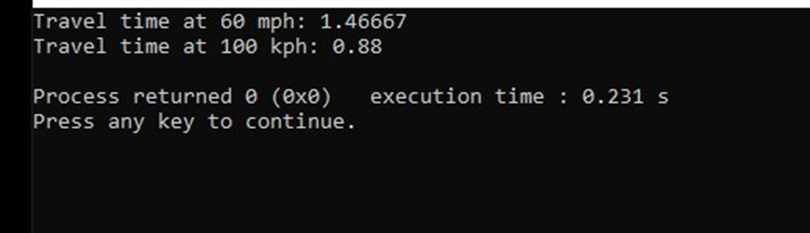 Travel time at 60 mph: 1.46667
Travel time at 100 kph: 0.88
Process returned 0 (0x0)   execution time : 0.231 s
Press any key to continue.